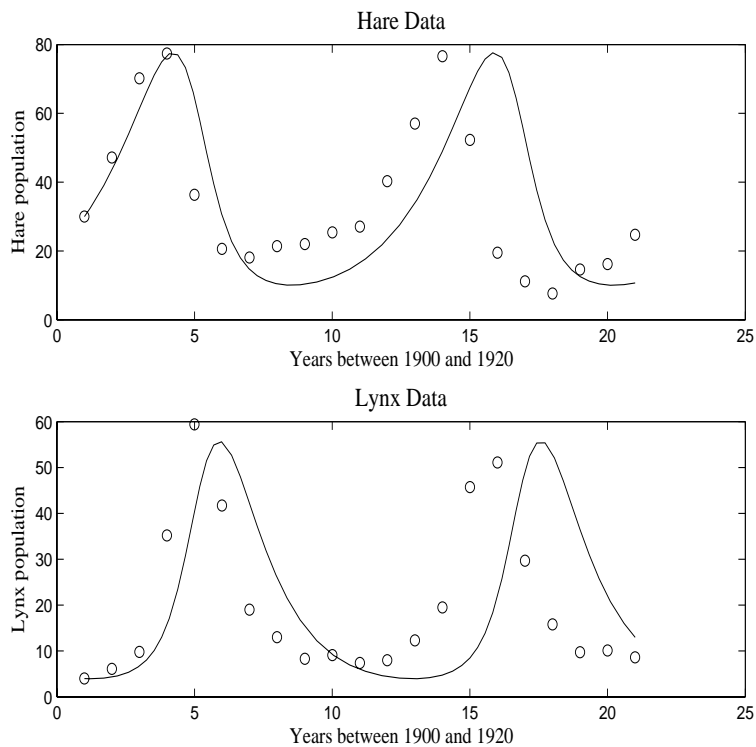 Hare Data
80
60
40
20
0
Hare population
0 5 10 15 20 25
Years between 1900 and 1920
Lynx Data
60
50
40
30
20
10
0
Lynx population
0 5 10 15 20 25
Years between 1900 and 1920